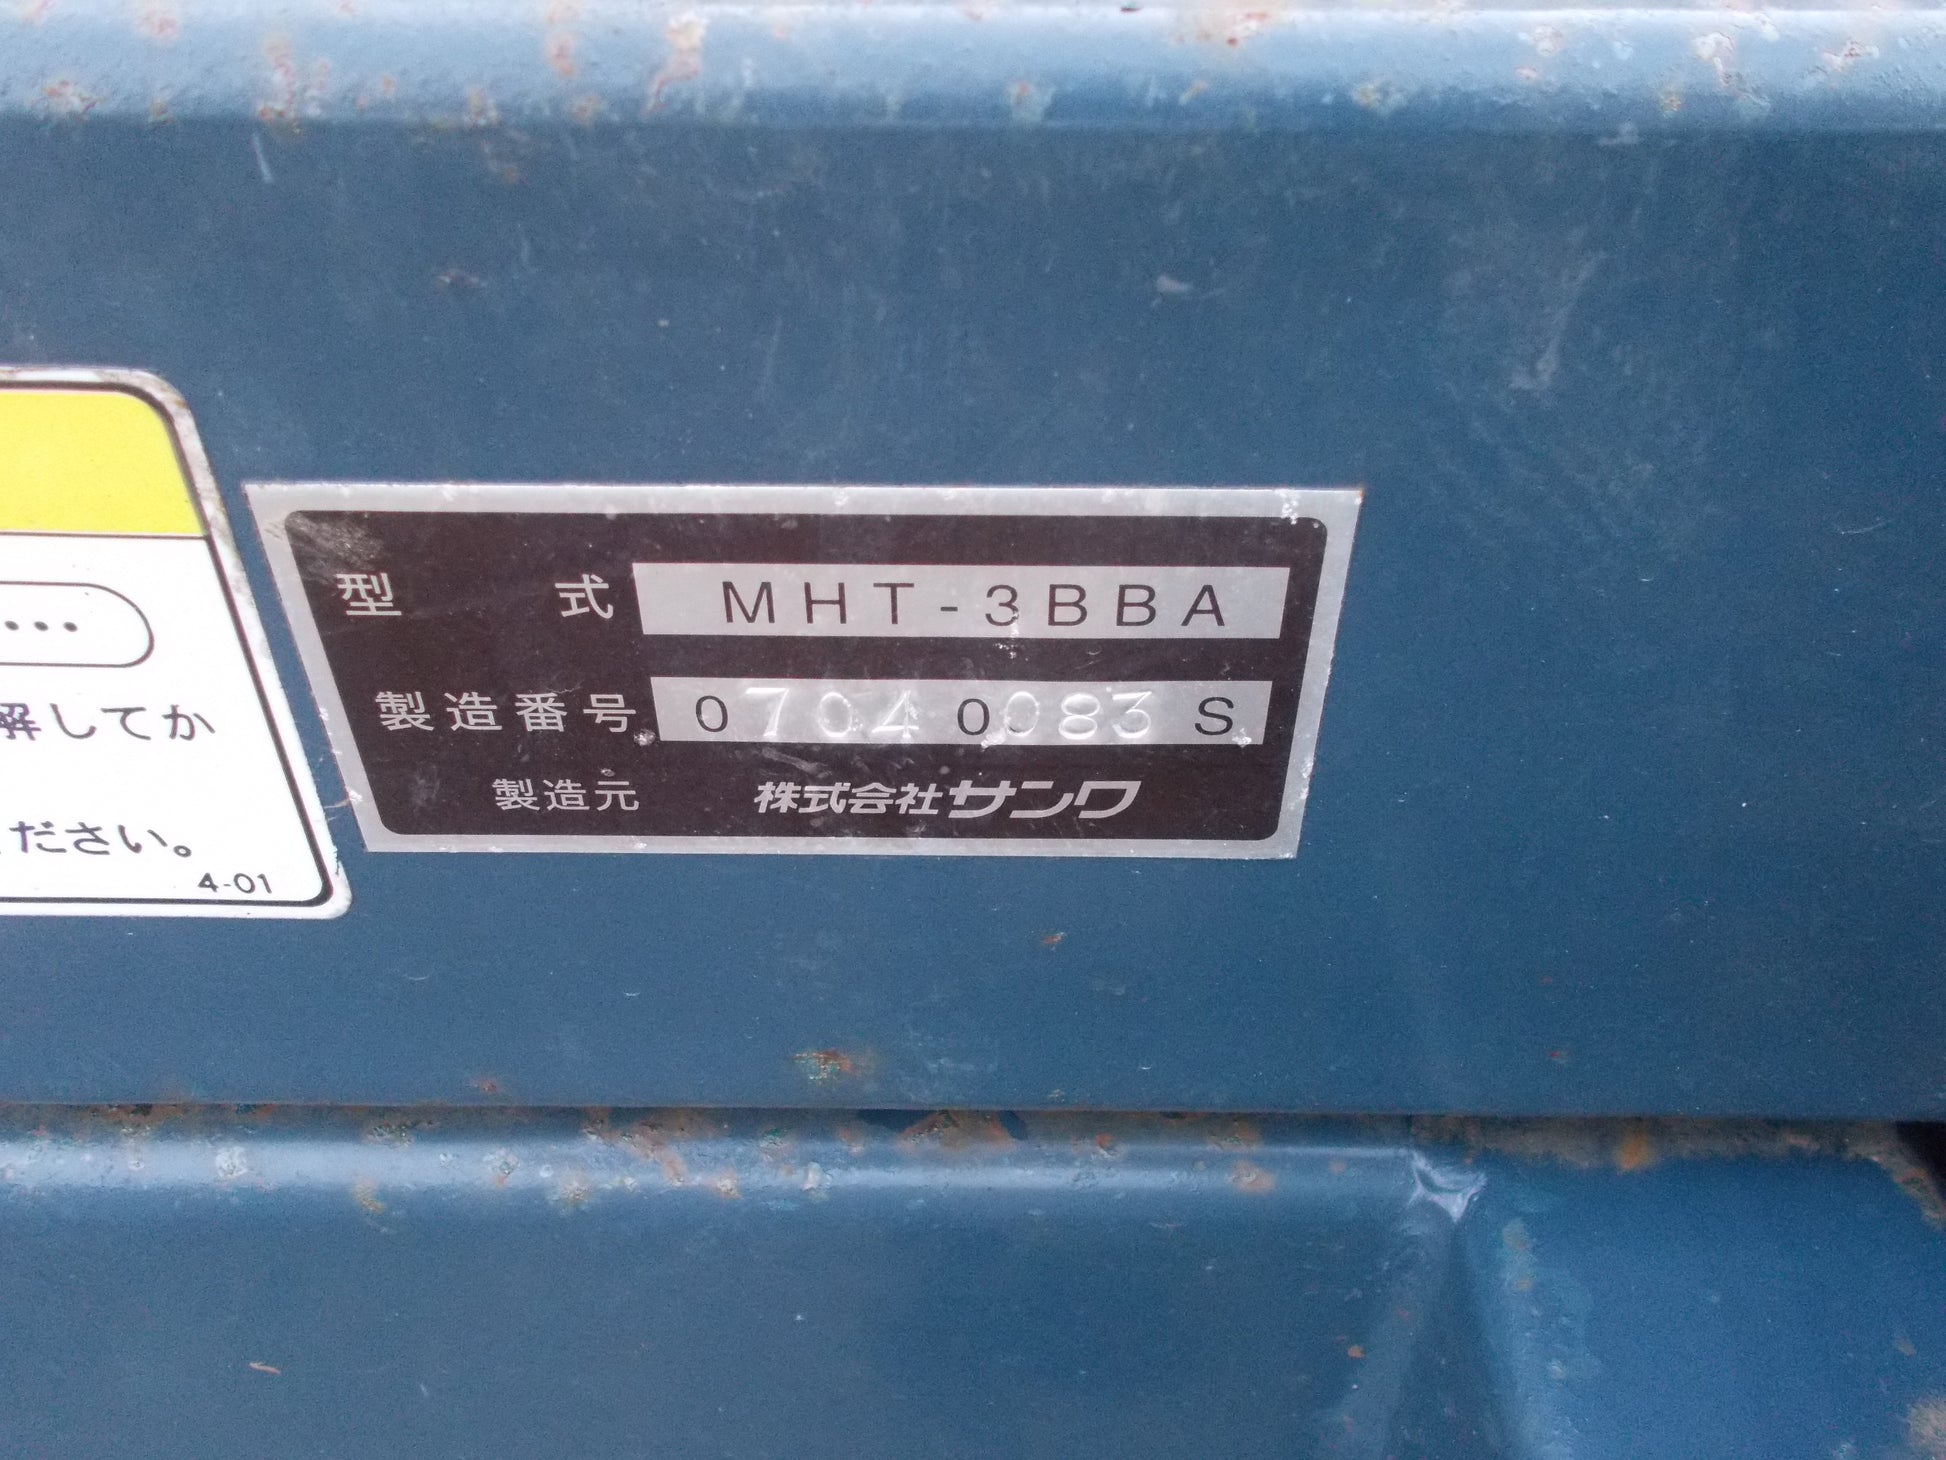 型式 MHT-3BBA
製造番号 07040083S
製造元 株式会社サンワ
・・・・
解してか
ださい。
4-01